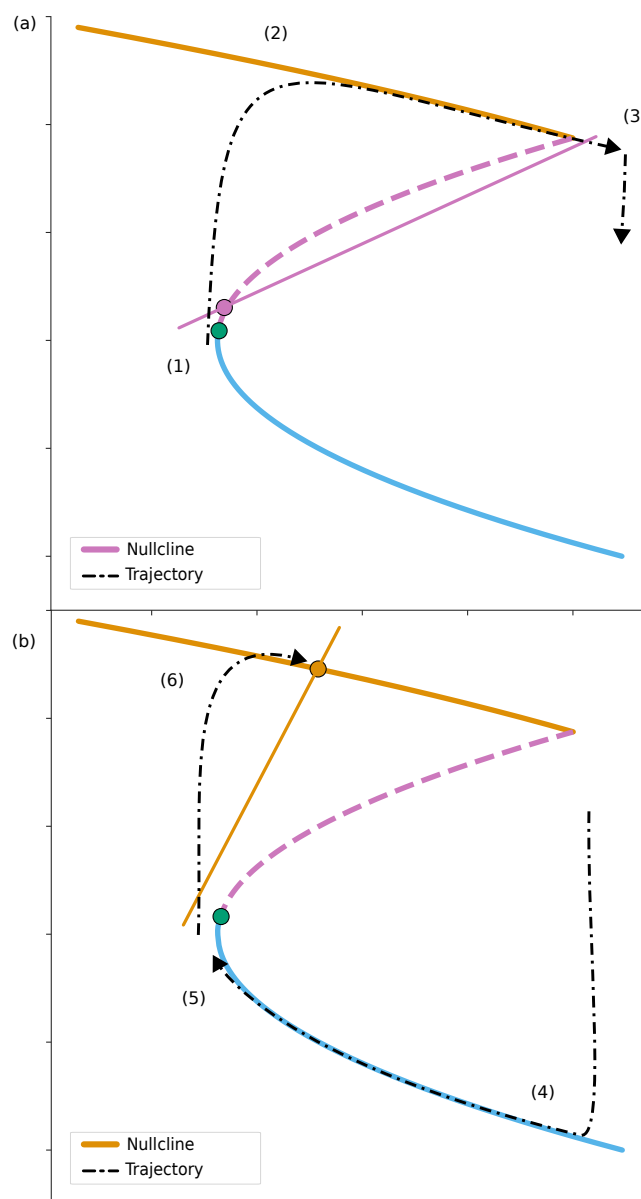 (a)
(2)
(3
(1)
Nullcline
Trajectory
(b)
(6)
(5)
(4)
Nullcline
Trajectory